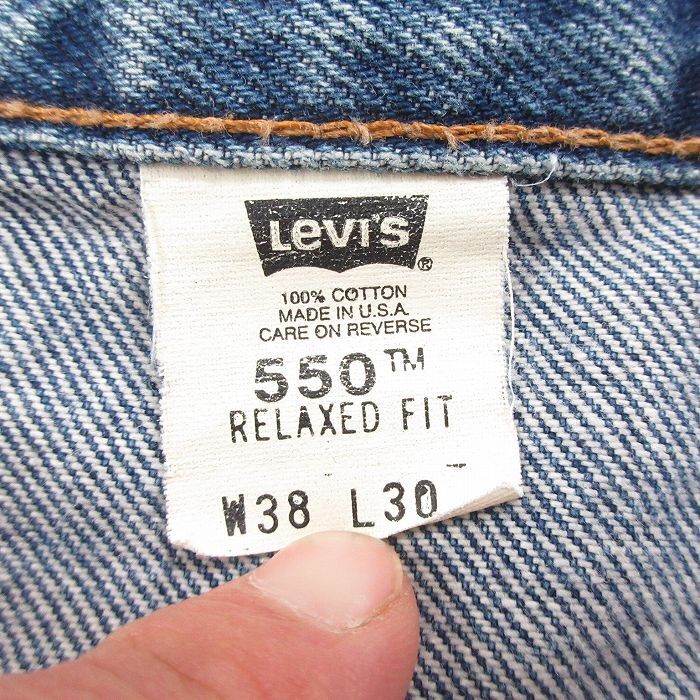 Levi's ®
100% COTTON
MADE IN U.S.A.
CARE ON REVERSE
550™
RELAXED FIT
W38 L30